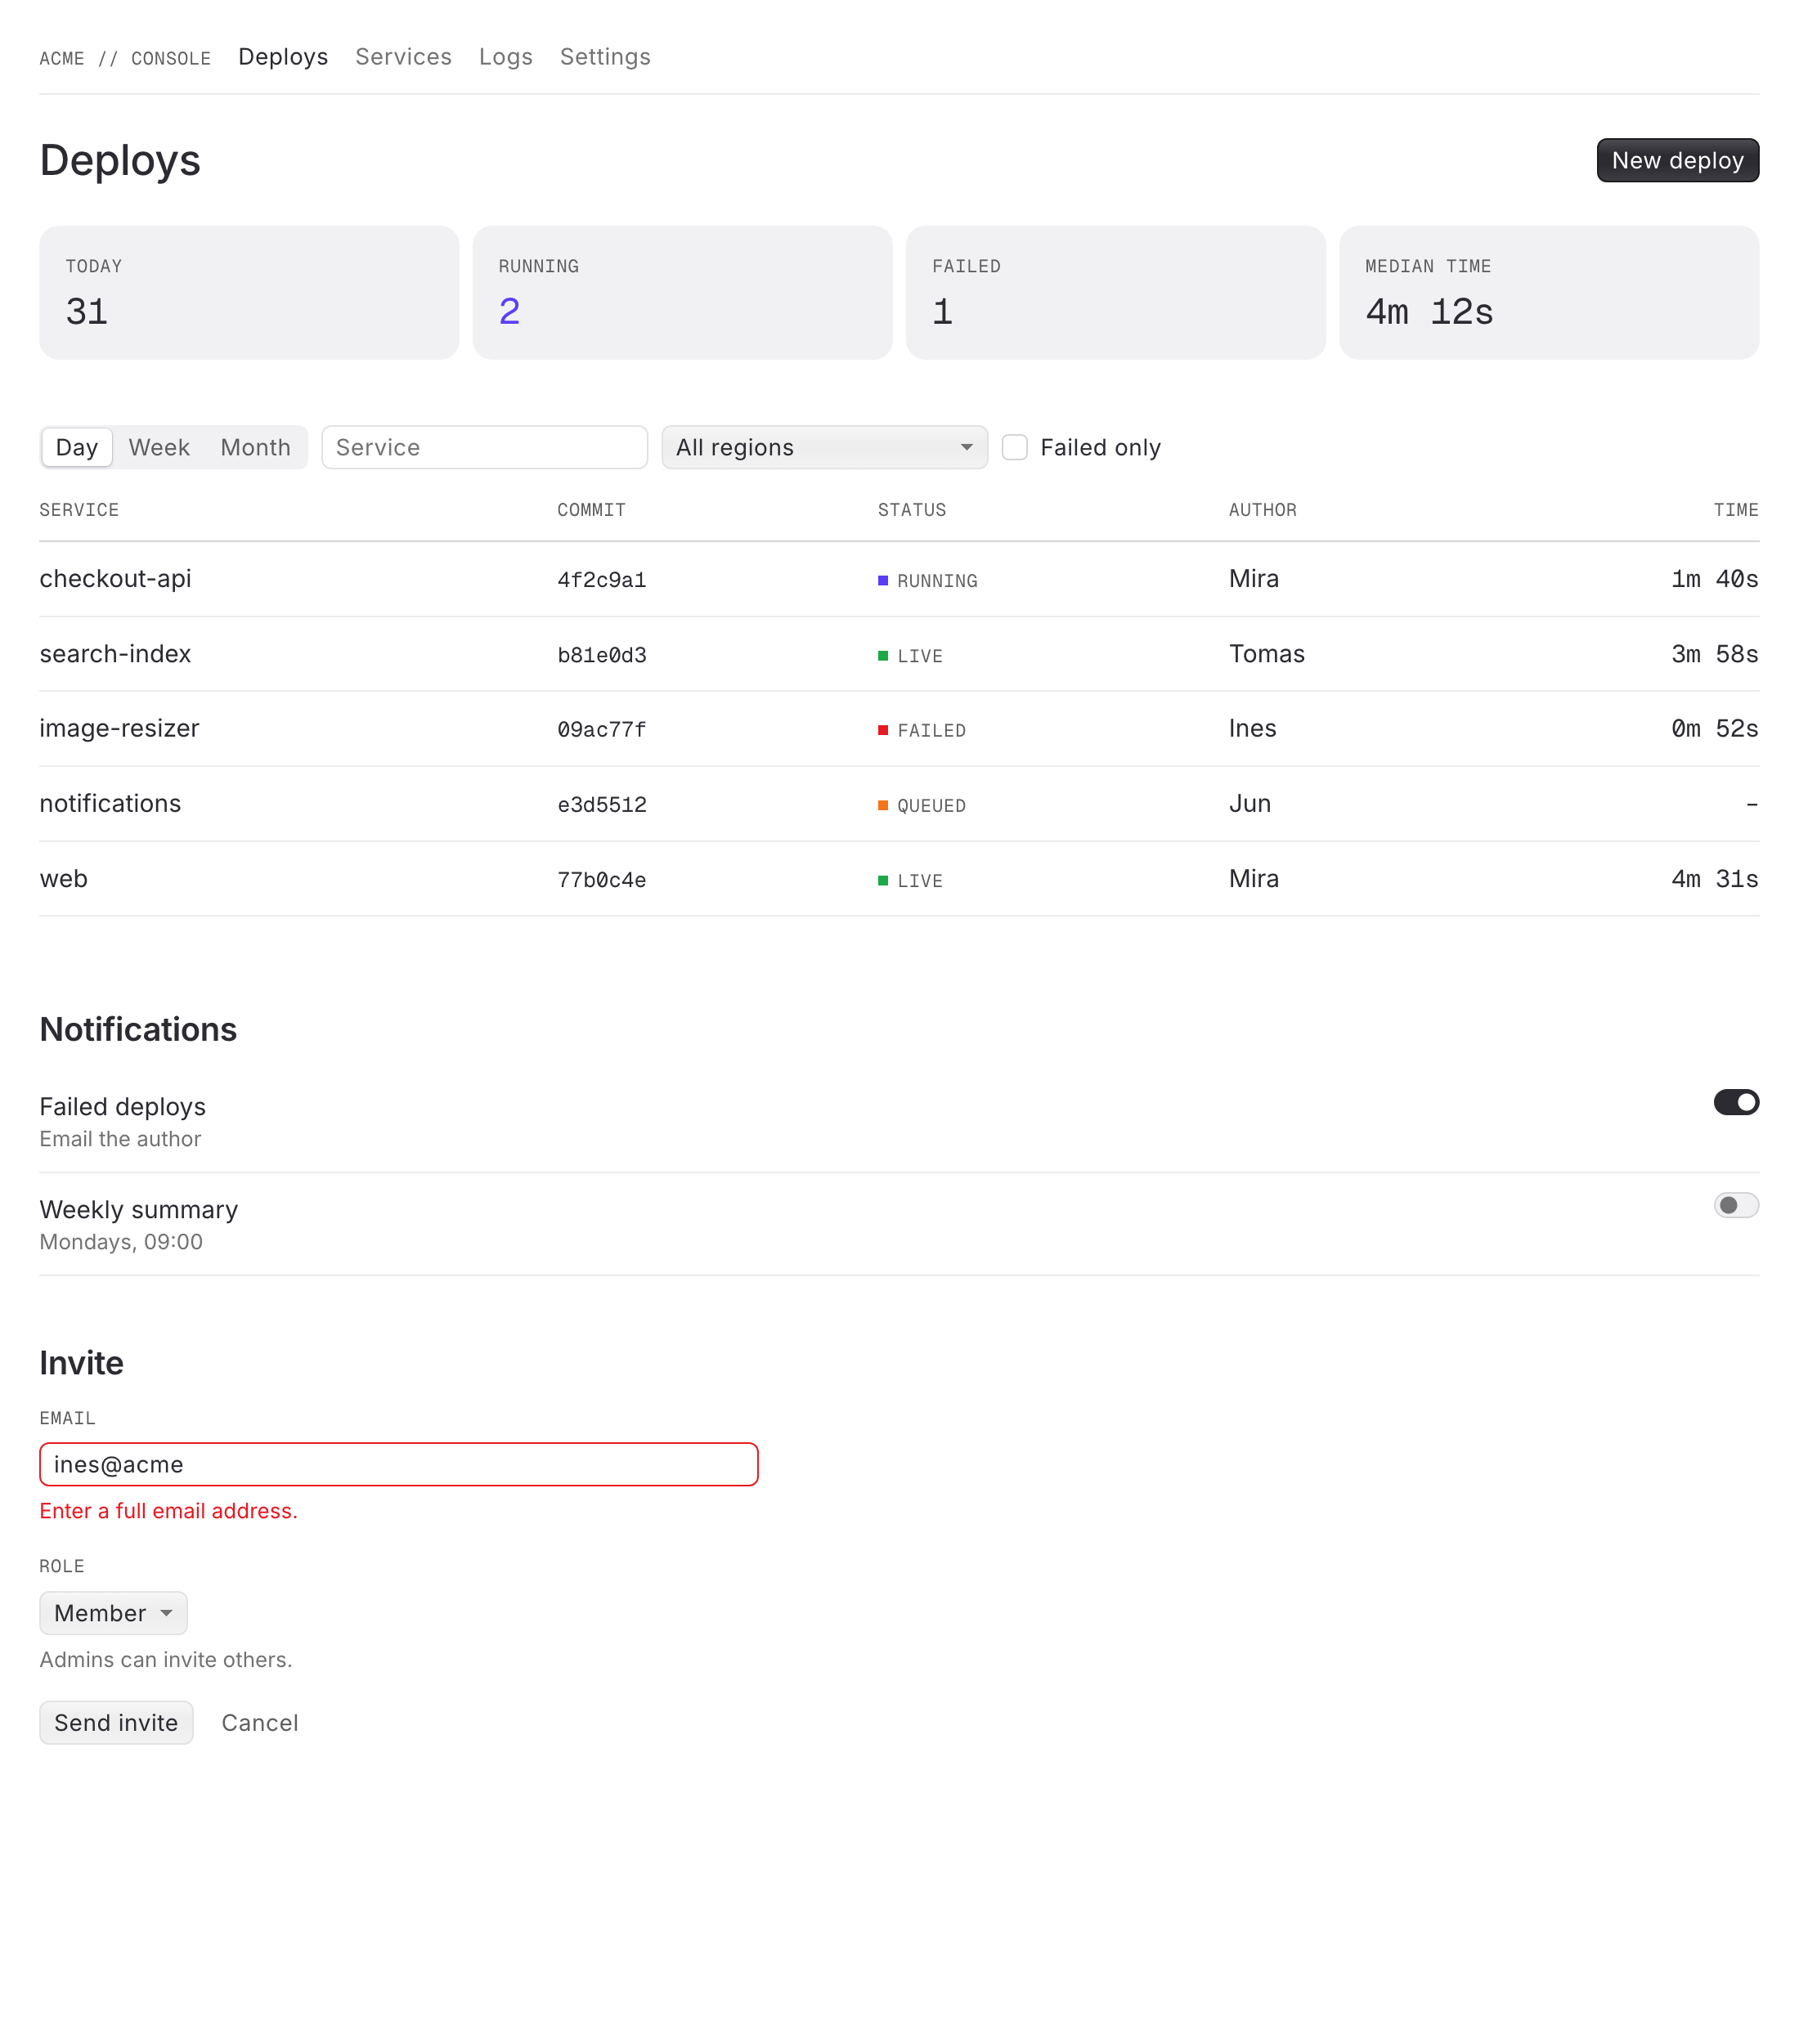 ACME // CONSOLE Deploys Services Logs Settings
Deploys New deploy
TODAY RUNNING FAILED MEDIAN TIME
31 2 1 4m 12s
Day Week Month Service All regions Failed only
SERVICE COMMIT STATUS AUTHOR TIME
checkout-api 4f2c9a1 RUNNING Mira 1m 40s
search-index b81e0d3 LIVE Tomas 3m 58s
image-resizer 09ac77f FAILED Ines 0m 52s
notifications e3d5512 QUEUED Jun –
web 77b0c4e LIVE Mira 4m 31s
Notifications
Failed deploys
Email the author
Weekly summary
Mondays, 09:00
Invite
EMAIL
ines@acme
Enter a full email address.
ROLE
Member
Admins can invite others.
Send invite Cancel